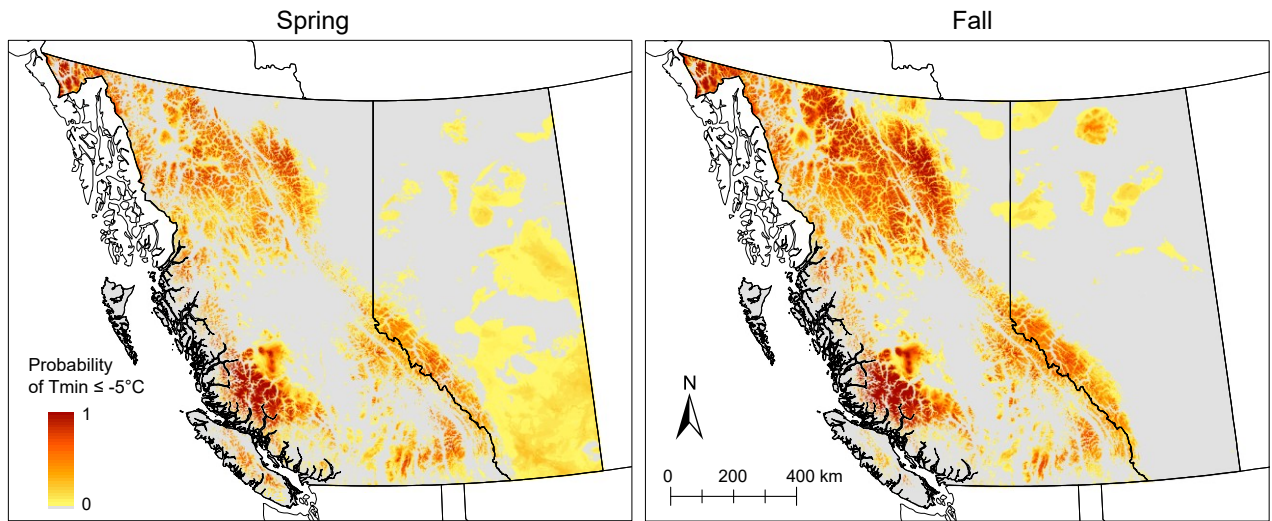 Spring
Fall
Probability
of Tmin ≤ -5°C
1
0
N
0 200 400 km